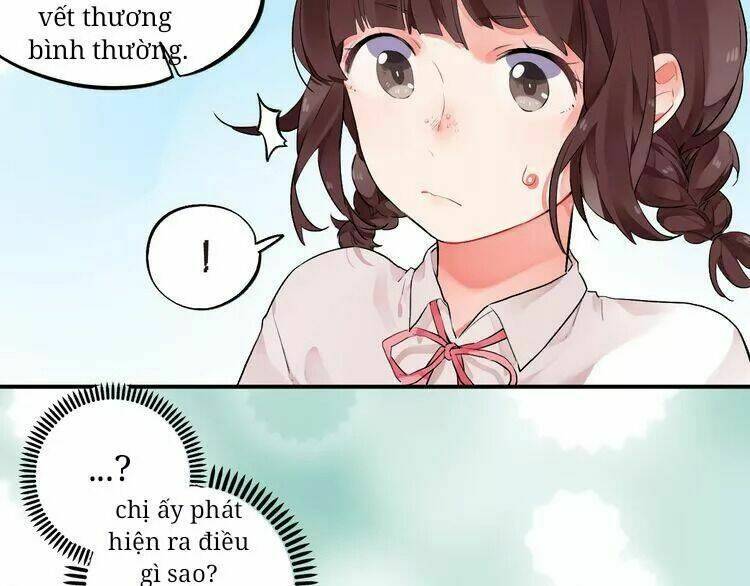 vết thương
bình thường.
!
...?
chị ấy phát
hiện ra điều
gì sao?